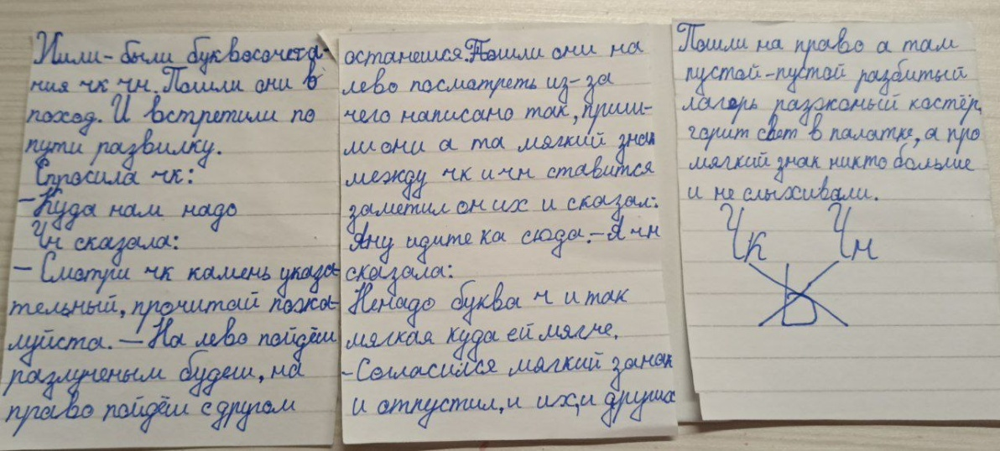 Жили-были буквосочета-
ния чк чн. Пошли они в
поход. И встретили по
пути развилку.
Спросила чк:
- Куда нам надо
Чн сказала:
- Смотри чк камень указа-
тельный, прочитай пожа-
луйста. - На лево пойдёш
разлученым будеш, на
право пойдёш с другом
останешся. Пошли они на
лево посмотреть из-за
чего написано так, приш-
ли они а та мягкий знак
между чк и чн ставится
заметил он их и сказал:
Ану идите ка сюда. - А чн
сказала:
Ненадо буква ч и так
мягкая куда ей мягче.
- Согласился мягкий занак
и отпустил, и их, и других
Пошли на право а там
пустой-пустой разбитый
лагерь разжоный костёр,
горит свет в палатке, а про
мягкий знак никто больше
и не слыхивали.
Чк Чн
ь